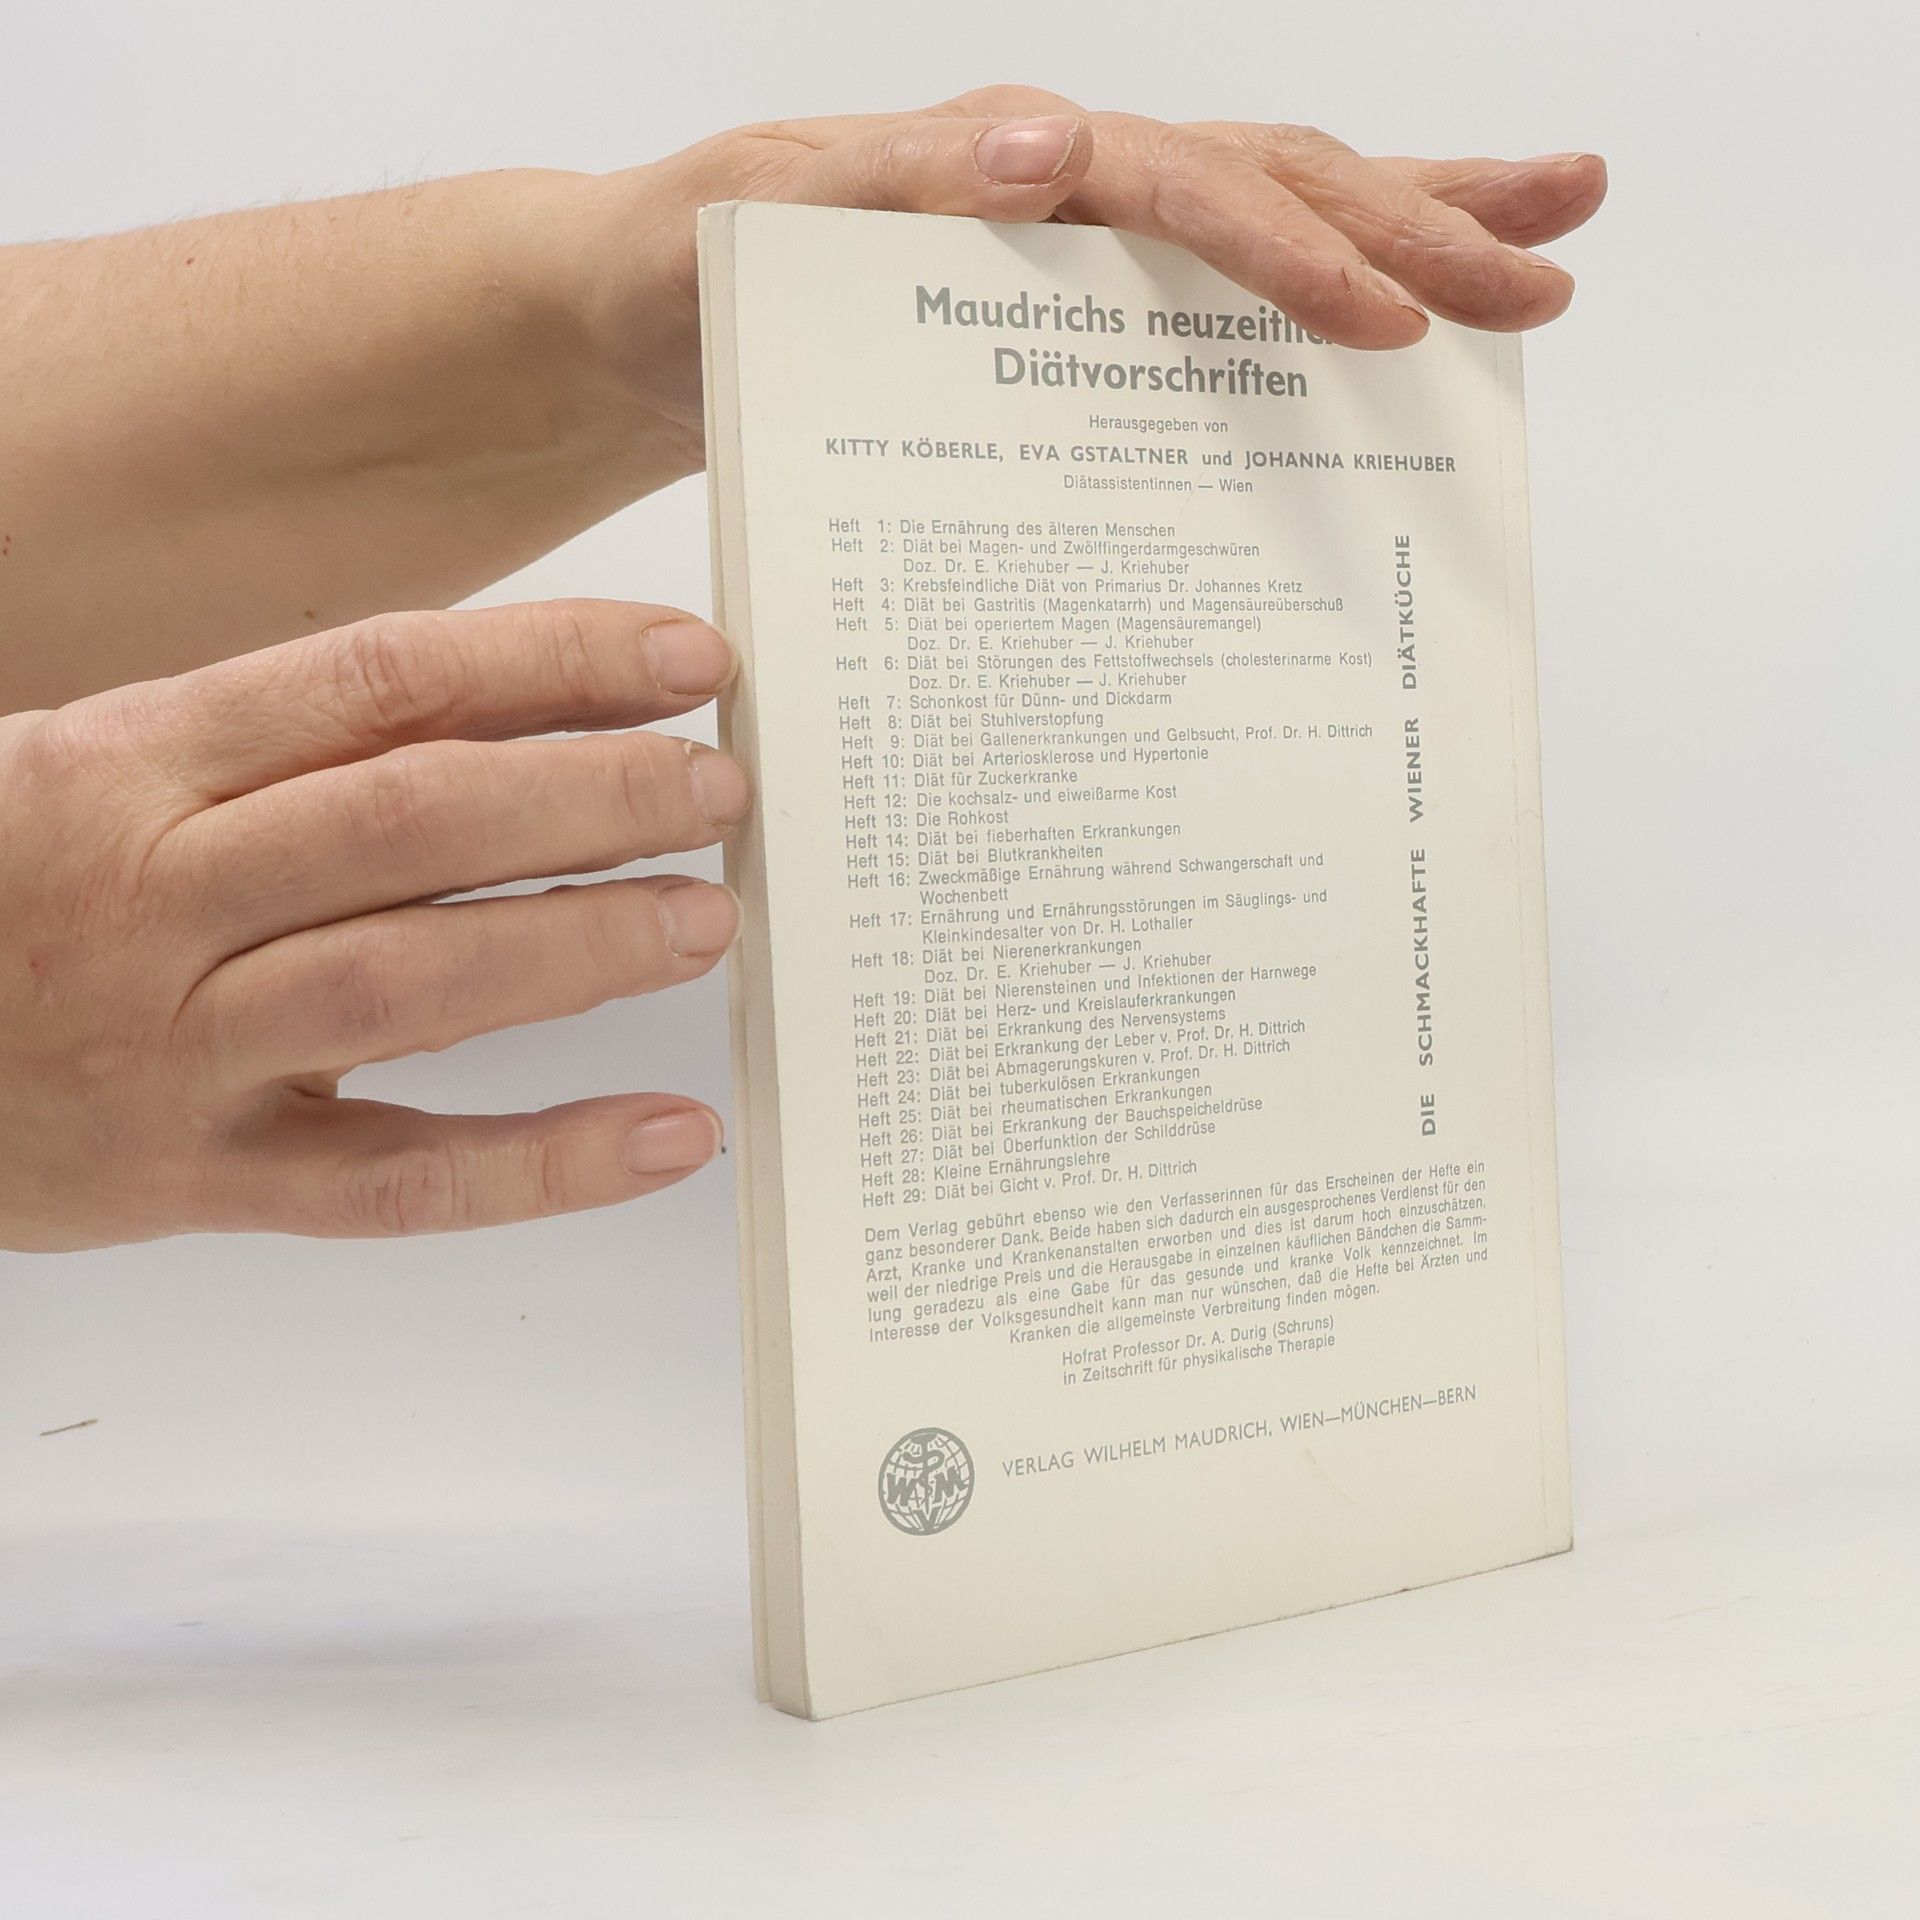 Maudrichs
Diätvorschriften
Herausgegeben von
KITTY KÖBERLE, EVA GSTALTNER und JOHANNA KRIEHUBER
Diätassistentinnen — Wien
Heft 1: Die Ernährung des älteren Menschen
Heft 2: Diät bei Magen- und Zwölffingerdarmgeschwüren
Doz. Dr. E. Kriehuber — J. Kriehuber
Heft 3: Krebsfeindliche Diät von Primarius Dr. Johannes Kretz
Heft 4: Diät bei Gastritis (Magenkatarrh) und Magensäureüberschuß
Heft 5: Diät bei operiertem Magen (Magensäuremangel)
Doz. Dr. E. Kriehuber — J. Kriehuber
Heft 6: Diät bei Störungen des Fettstoffwechsels (cholesterinarme Kost)
Doz. Dr. E. Kriehuber — J. Kriehuber
Heft 7: Schonkost für Dünn- und Dickdarm
Heft 8: Diät bei Stuhlverstopfung
Heft 9: Diät bei Gallenerkrankungen und Gelbsucht, Prof. Dr. H. Dittrich
Heft 10: Diät bei Arteriosklerose und Hypertonie
Heft 11: Diät für Zuckerkranke
Heft 12: Die kochsalz- und eiweißarme Kost
Heft 13: Die Rohkost
Heft 14: Diät bei fieberhaften Erkrankungen
Heft 15: Diät bei Blutkrankheiten
Heft 16: Zweckmäßige Ernährung während Schwangerschaft und
Wochenbett
Heft 17: Ernährung und Ernährungsstörungen im Säuglings- und
Kleinkindesalter von Dr. H. Lothaller
Heft 18: Diät bei Nierenerkrankungen
Doz. Dr. E. Kriehuber — J. Kriehuber
Heft 19: Diät bei Nierensteinen und Infektionen der Harnwege
Heft 20: Diät bei Herz- und Kreislauferkrankungen
Heft 21: Diät bei Erkrankung des Nervensystems
Heft 22: Diät bei Erkrankung der Leber v. Prof. Dr. H. Dittrich
Heft 23: Diät bei Abmagerungskuren v. Prof. Dr. H. Dittrich
Heft 24: Diät bei tuberkulösen Erkrankungen
Heft 25: Diät bei rheumatischen Erkrankungen
Heft 26: Diät bei Erkrankung der Bauchspeicheldrüse
Heft 27: Diät bei Überfunktion der Schilddrüse
Heft 28: Kleine Ernährungslehre
Heft 29: Diät bei Gicht v. Prof. Dr. H. Dittrich
DIE SCHMACKHAFTE WIENER DIÄTKÜCHE
Dem Verlag gebührt ebenso wie den Verfasserinnen für das Erscheinen der Hefte ein
ganz besonderer Dank. Beide haben sich dadurch ein ausgesprochenes Verdienst für den
Arzt, Kranke und Krankenanstalten erworben und dies ist darum hoch einzuschätzen,
weil der niedrige Preis und die Herausgabe in einzelnen käuflichen Bändchen die Samm-
lung geradezu als eine Gabe für das gesunde und kranke Volk kennzeichnet. Im
Interesse der Volksgesundheit kann man nur wünschen, daß die Hefte bei Ärzten und
Kranken die allgemeinste Verbreitung finden mögen.
Hofrat Professor Dr. A. Durig (Schruns)
in Zeitschrift für physikalische Therapie
WMV
VERLAG WILHELM MAUDRICH, WIEN—MÜNCHEN—BERN